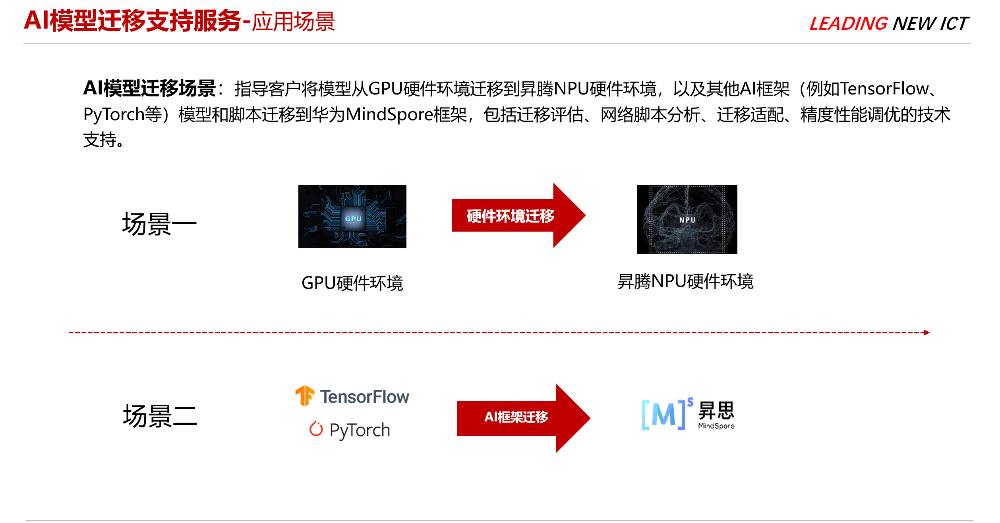 AI模型迁移支持服务-应用场景
LEADING NEW ICT
AI模型迁移场景：指导客户将模型从GPU硬件环境迁移到昇腾NPU硬件环境，以及其他AI框架（例如TensorFlow、
PyTorch等）模型和脚本迁移到华为MindSpore框架，包括迁移评估、网络脚本分析、迁移适配、精度性能调优的技术
支持。
场景一
GPU
硬件环境迁移
NPU
GPU硬件环境
昇腾NPU硬件环境
场景二
TensorFlow
PyTorch
AI框架迁移
[M]s 昇思
MindSpore